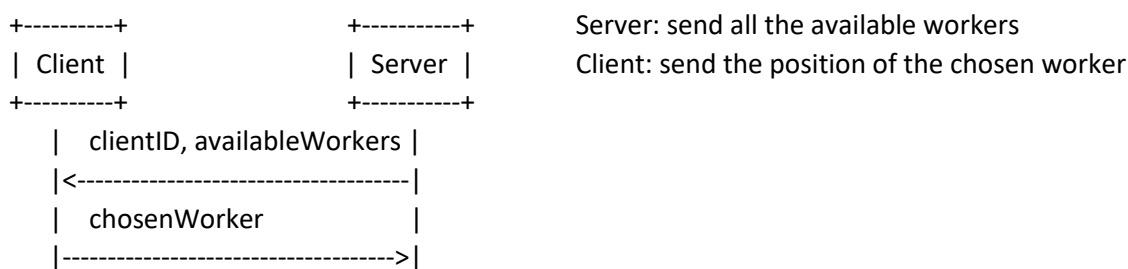 +----------+ +-----------+ Server: send all the available workers
| Client | | Server | Client: send the position of the chosen worker
+----------+ +-----------+
| clientID, availableWorkers |
|<-------------------------------------|
| chosenWorker |
|------------------------------------->|